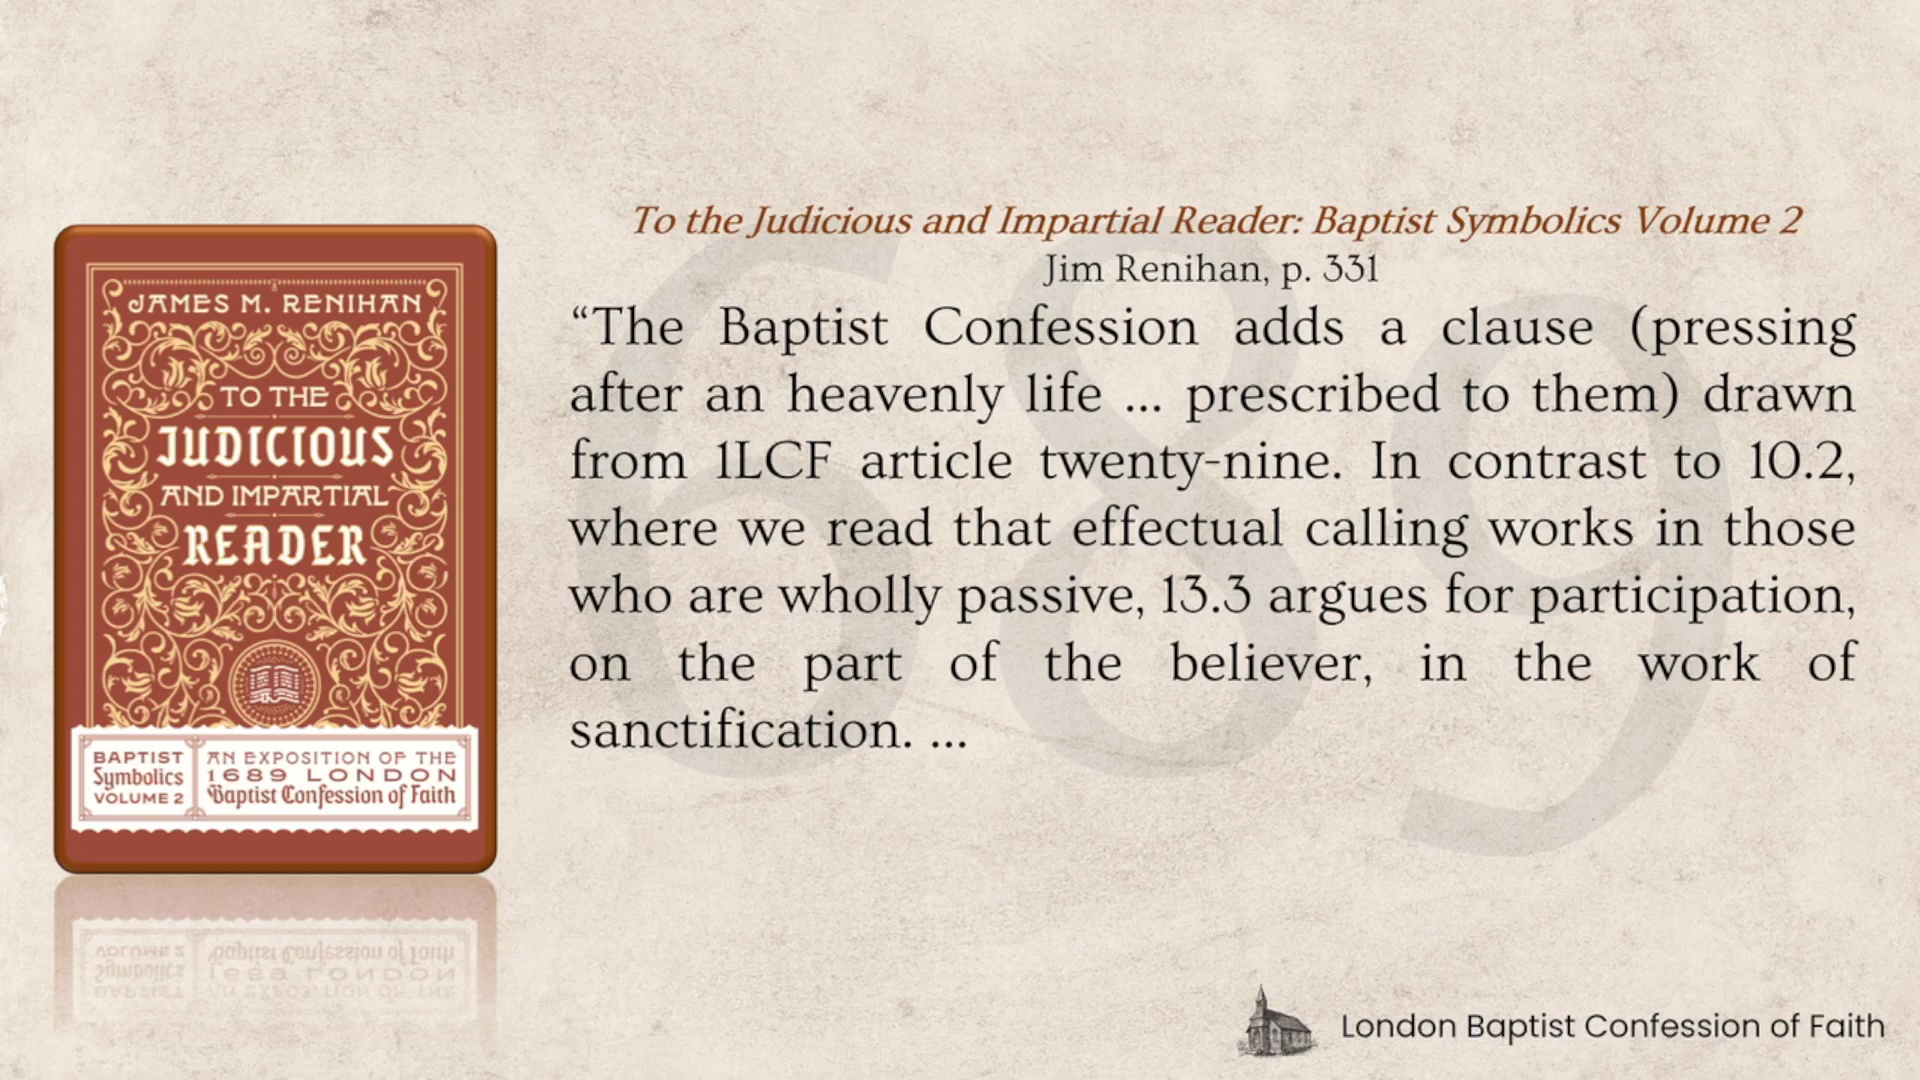 To the Judicious and Impartial Reader: Baptist Symbolics Volume 2
Jim Renihan, p. 331
“The Baptist Confession adds a clause (pressing
after an heavenly life ... prescribed to them) drawn
from 1LCF article twenty-nine. In contrast to 10.2,
where we read that effectual calling works in those
who are wholly passive, 13.3 argues for participation,
on the part of the believer, in the work of
sanctification. ...
689
JAMES M. RENIHAN
TO THE
JUDICIOUS
AND IMPARTIAL
READER
BAPTIST
Symbolics
VOLUME 2
AN EXPOSITION OF THE
1689 LONDON
Baptist Confession of Faith
London Baptist Confession of Faith